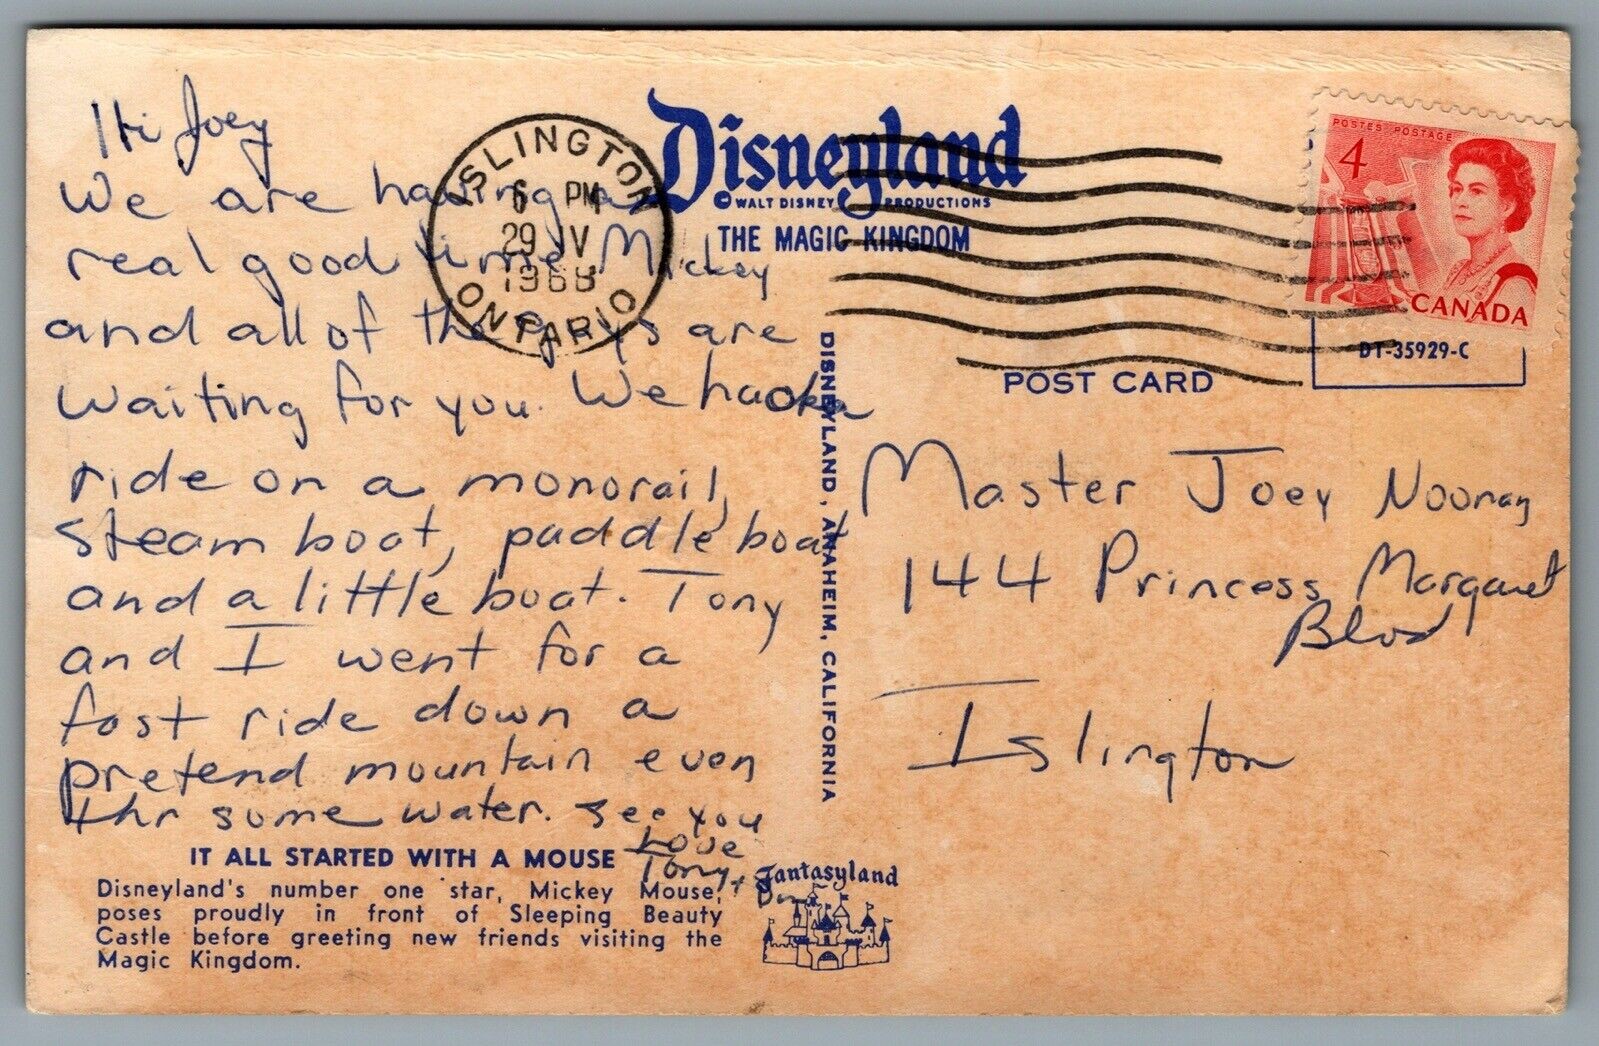 Hi Joey
We are having a
real good time. Mickey
and all of the guys are
waiting for you. We had a
ride on a monorail,
steam boat, paddle boat
and a little boat. Tony
and I went for a
fast ride down a
pretend mountain even
thr some water. See you
Love
Tony +
IT ALL STARTED WITH A MOUSE
Disneyland's number one star, Mickey Mouse,
poses proudly in front of Sleeping Beauty
Castle before greeting new friends visiting the
Magic Kingdom.
ISLINGTON
6 PM
29 IV
1968
ONTARIO
Disneyland
© WALT DISNEY PRODUCTIONS
THE MAGIC KINGDOM
POSTES POSTAGE
4
CANADA
DT-35929-C
POST CARD
DISNEYLAND, ANAHEIM, CALIFORNIA
Master Joey Noonan
144 Princess Margaret
Blvd
Islington
Fantasyland